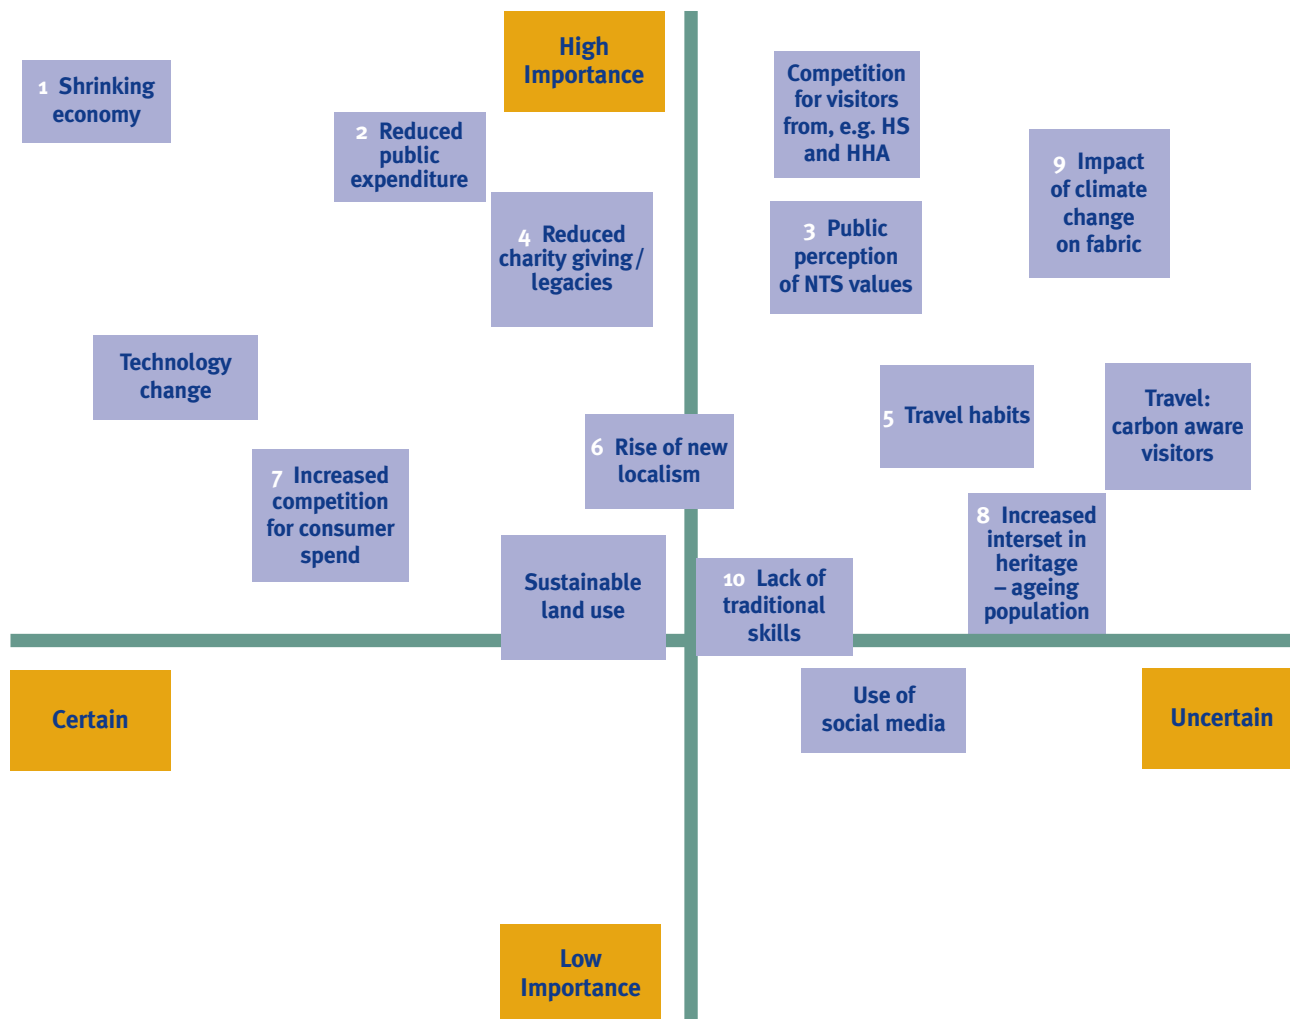 High
Importance
1 Shrinking
economy
2 Reduced
public
expenditure
Competition
for visitors
from, e.g. HS
and HHA
9 Impact
of climate
change
on fabric
4 Reduced
charity giving/
legacies
3 Public
perception
of NTS values
Technology
change
5 Travel habits
Travel:
carbon aware
visitors
6 Rise of new
localism
7 Increased
competition
for consumer
spend
8 Increased
interset in
heritage
– ageing
population
Sustainable
land use
10 Lack of
traditional
skills
Certain
Use of
social media
Uncertain
Low
Importance